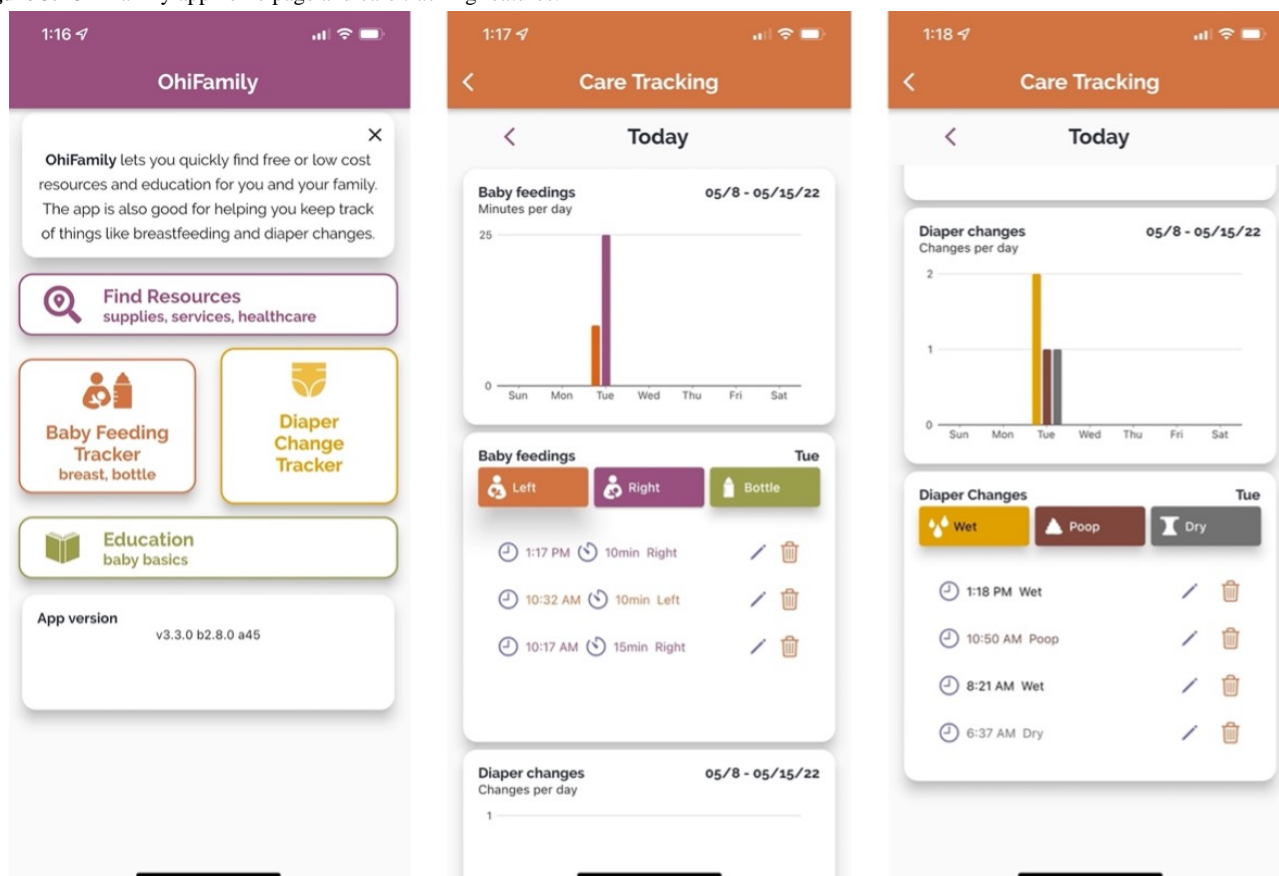 1:16
OhiFamily
OhiFamily lets you quickly find free or low cost
resources and education for you and your family.
The app is also good for helping you keep track
of things like breastfeeding and diaper changes.
Find Resources
supplies, services, healthcare
Baby Feeding
Tracker
breast, bottle
Diaper
Change
Tracker
Education
baby basics
App version
v3.3.0 b2.8.0 a45
1:17
Care Tracking
Today
Baby feedings 05/8 - 05/15/22
Minutes per day
25
0
Sun Mon Tue Wed Thu Fri Sat
Baby feedings Tue
Left Right Bottle
1:17 PM 10min Right
10:32 AM 10min Left
10:17 AM 15min Right
Diaper changes 05/8 - 05/15/22
Changes per day
1
1:18
Care Tracking
Today
Diaper changes 05/8 - 05/15/22
Changes per day
2
1
0
Sun Mon Tue Wed Thu Fri Sat
Diaper Changes Tue
Wet Poop Dry
1:18 PM Wet
10:50 AM Poop
8:21 AM Wet
6:37 AM Dry